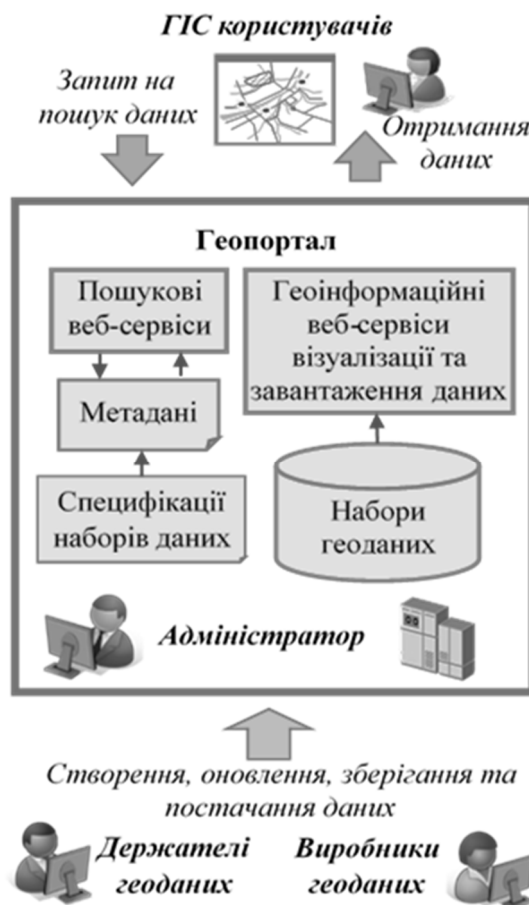 ГІС користувачів
Запит на
пошук даних
Отримання
даних
Геопортал
Пошукові
веб-сервіси
Метадані
Специфікації
наборів даних
Геоінформаційні
веб-сервіси
візуалізації та
завантаження даних
Набори
геоданих
Адміністратор
Створення, оновлення, зберігання та
постачання даних
Держателі
геоданих
Виробники
геоданих